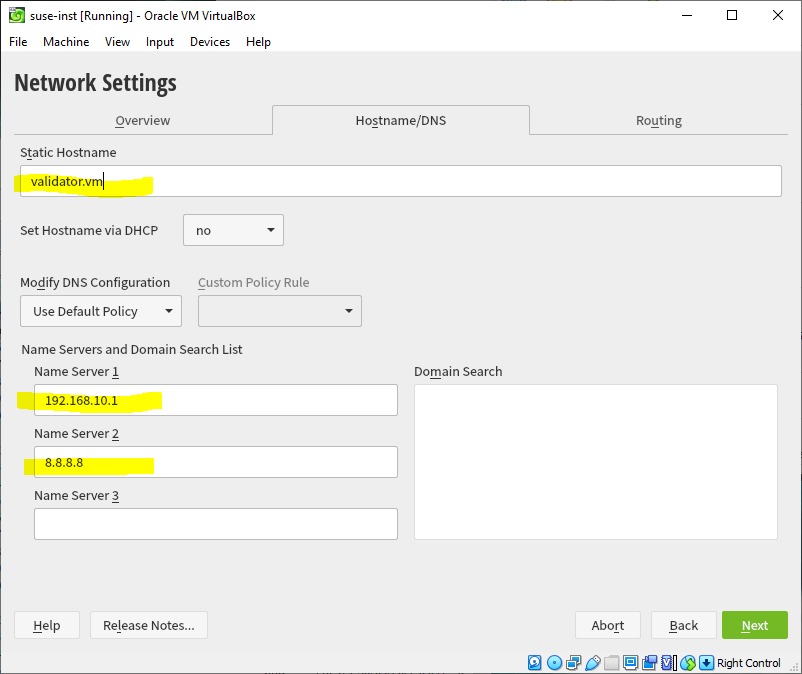 suse-inst [Running] - Oracle VM VirtualBox
File Machine View Input Devices Help
Network Settings
Overview Hostname/DNS Routing
Static Hostname
validator.vm
Set Hostname via DHCP no
Modify DNS Configuration Custom Policy Rule
Use Default Policy
Name Servers and Domain Search List
Name Server 1 Domain Search
192.168.10.1
Name Server 2
8.8.8.8
Name Server 3
Help Release Notes... Abort Back Next
Right Control